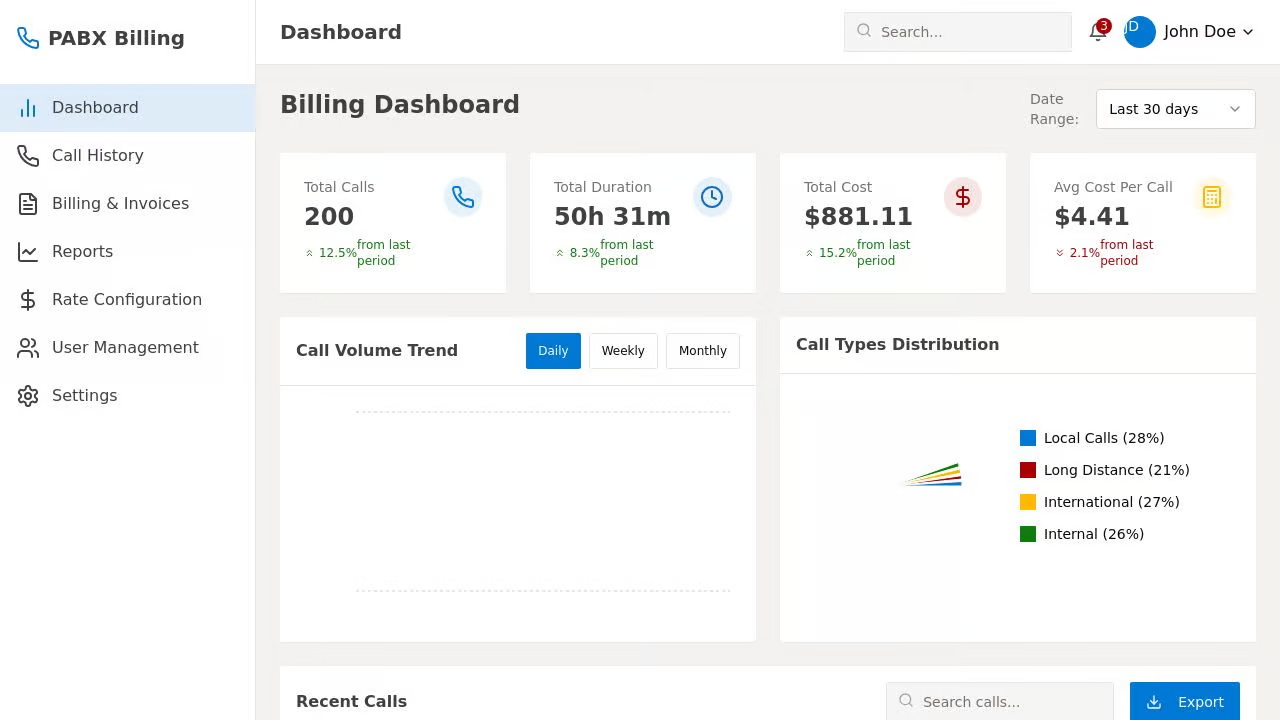 PABX Billing
Dashboard
Call History
Billing & Invoices
Reports
Rate Configuration
User Management
Settings
Dashboard
Search...
3
JD
John Doe
Billing Dashboard
Date
Range:
Last 30 days
Total Calls
200
12.5% from last
period
Total Duration
50h 31m
8.3% from last
period
Total Cost
$881.11
15.2% from last
period
Avg Cost Per Call
$4.41
2.1% from last
period
Call Volume Trend
Daily
Weekly
Monthly
Call Types Distribution
Local Calls (28%)
Long Distance (21%)
International (27%)
Internal (26%)
Recent Calls
Search calls...
Export